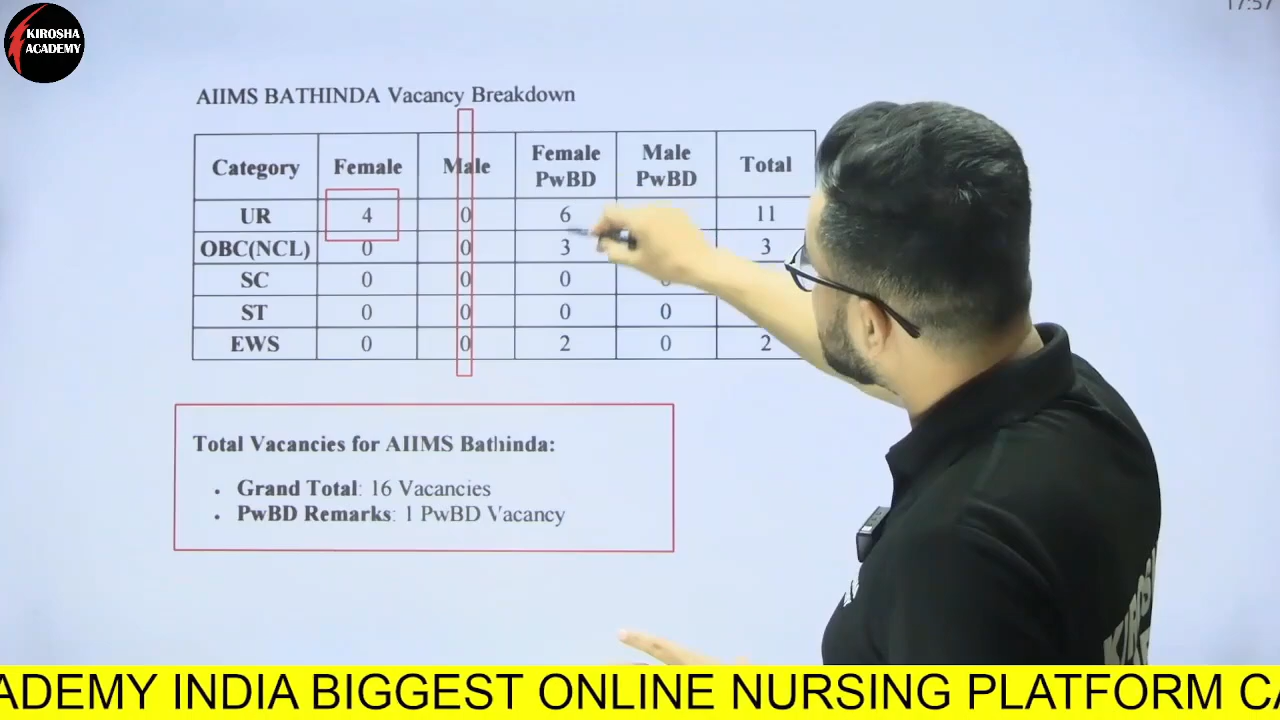 17:57
KIROSHA
ACADEMY
AIIMS BATHINDA Vacancy Breakdown
Category Female Male Female PwBD Male PwBD Total
UR 4 0 6 11
OBC(NCL) 0 0 3 3
SC 0 0 0
ST 0 0 0 0
EWS 0 0 2 0 2
Total Vacancies for AIIMS Bathinda:
• Grand Total: 16 Vacancies
• PwBD Remarks: 1 PwBD Vacancy
ADEMY INDIA BIGGEST ONLINE NURSING PLATFORM CA